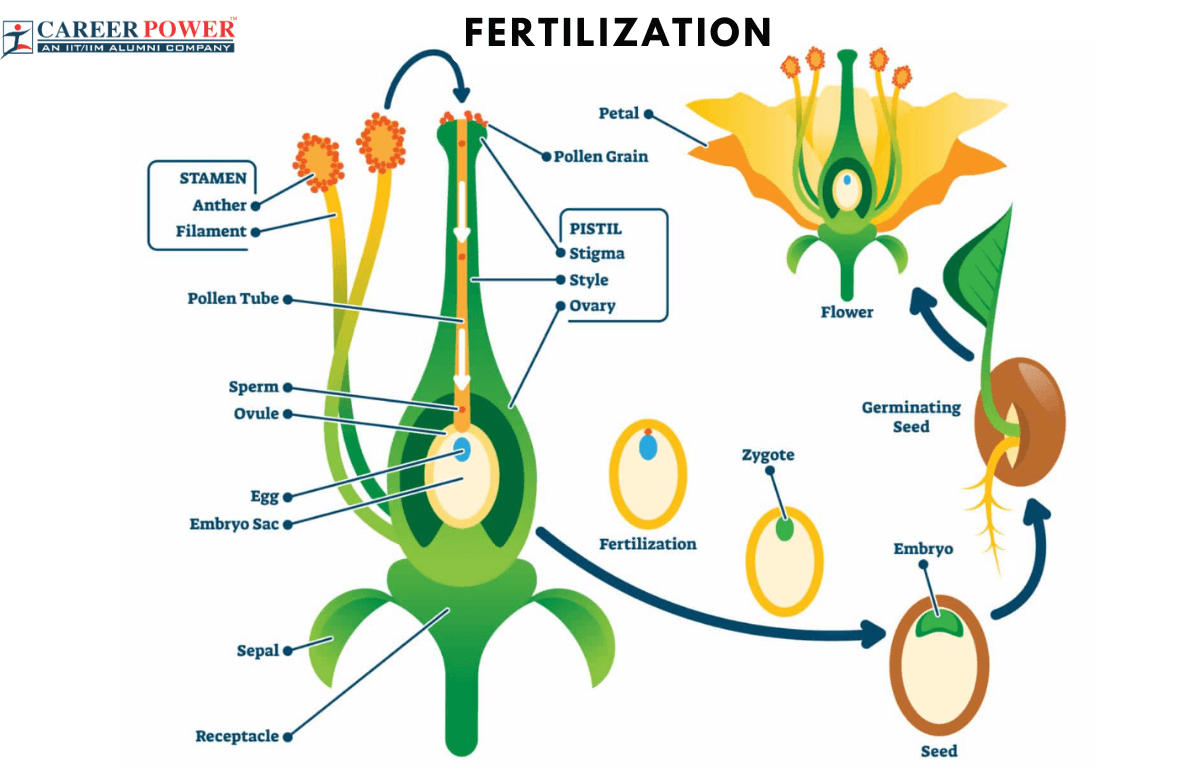 CAREER POWER™
AN IIT/IIM ALUMNI COMPANY
FERTILIZATION
STAMEN
Anther
Filament
Pollen Tube
Sperm
Ovule
Egg
Embryo Sac
Sepal
Receptacle
Pollen Grain
PISTIL
Stigma
Style
Ovary
Petal
Flower
Germinating
Seed
Fertilization
Zygote
Embryo
Seed